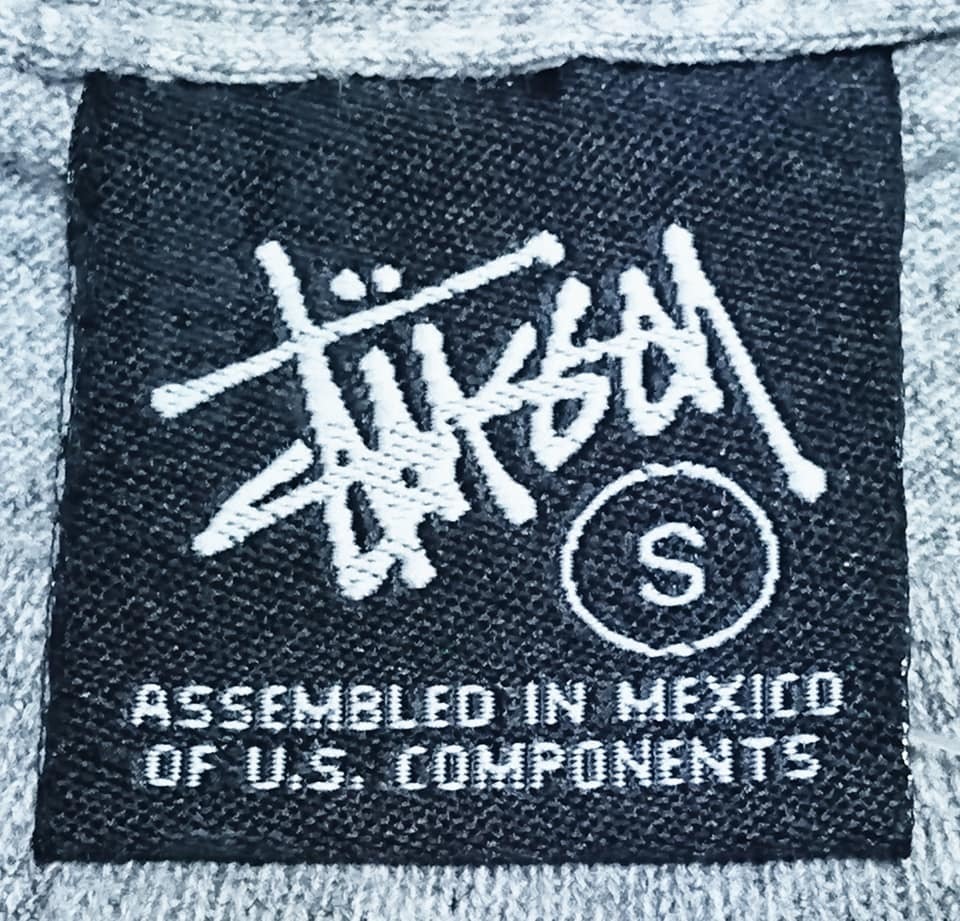 Stüssy
S
ASSEMBLED IN MEXICO
OF U.S. COMPONENTS